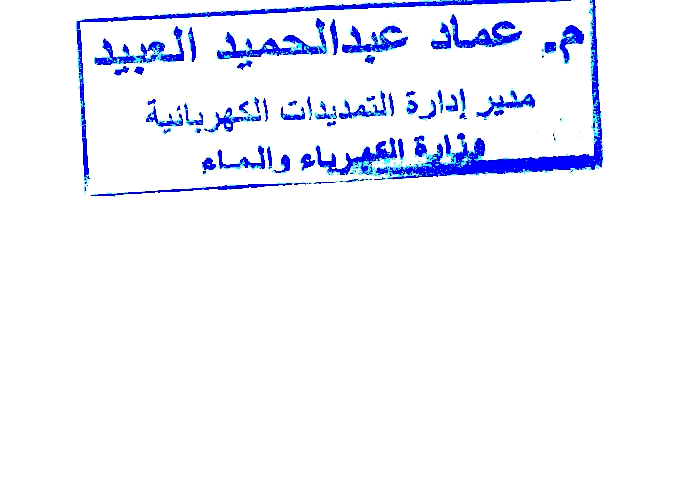 م. عماد عبدالحميد العبيد
مدير إدارة التمديدات الكهربائية
وزارة الكهرباء والماء